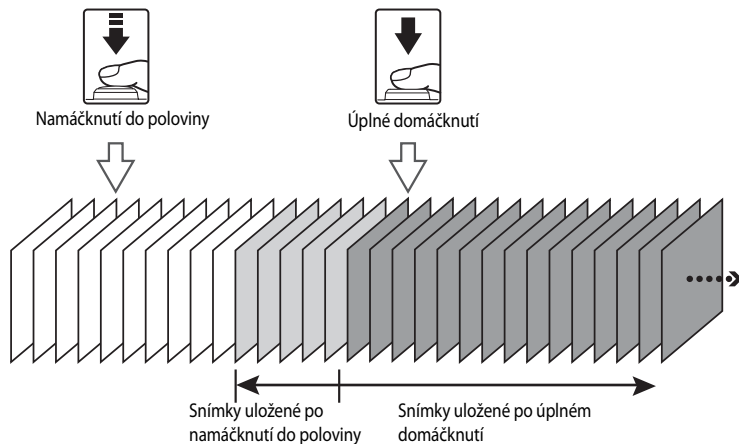 Namáčknutí do poloviny
Úplné domáčknutí
Snímky uložené po
namáčknutí do poloviny
Snímky uložené po úplném
domáčknutí